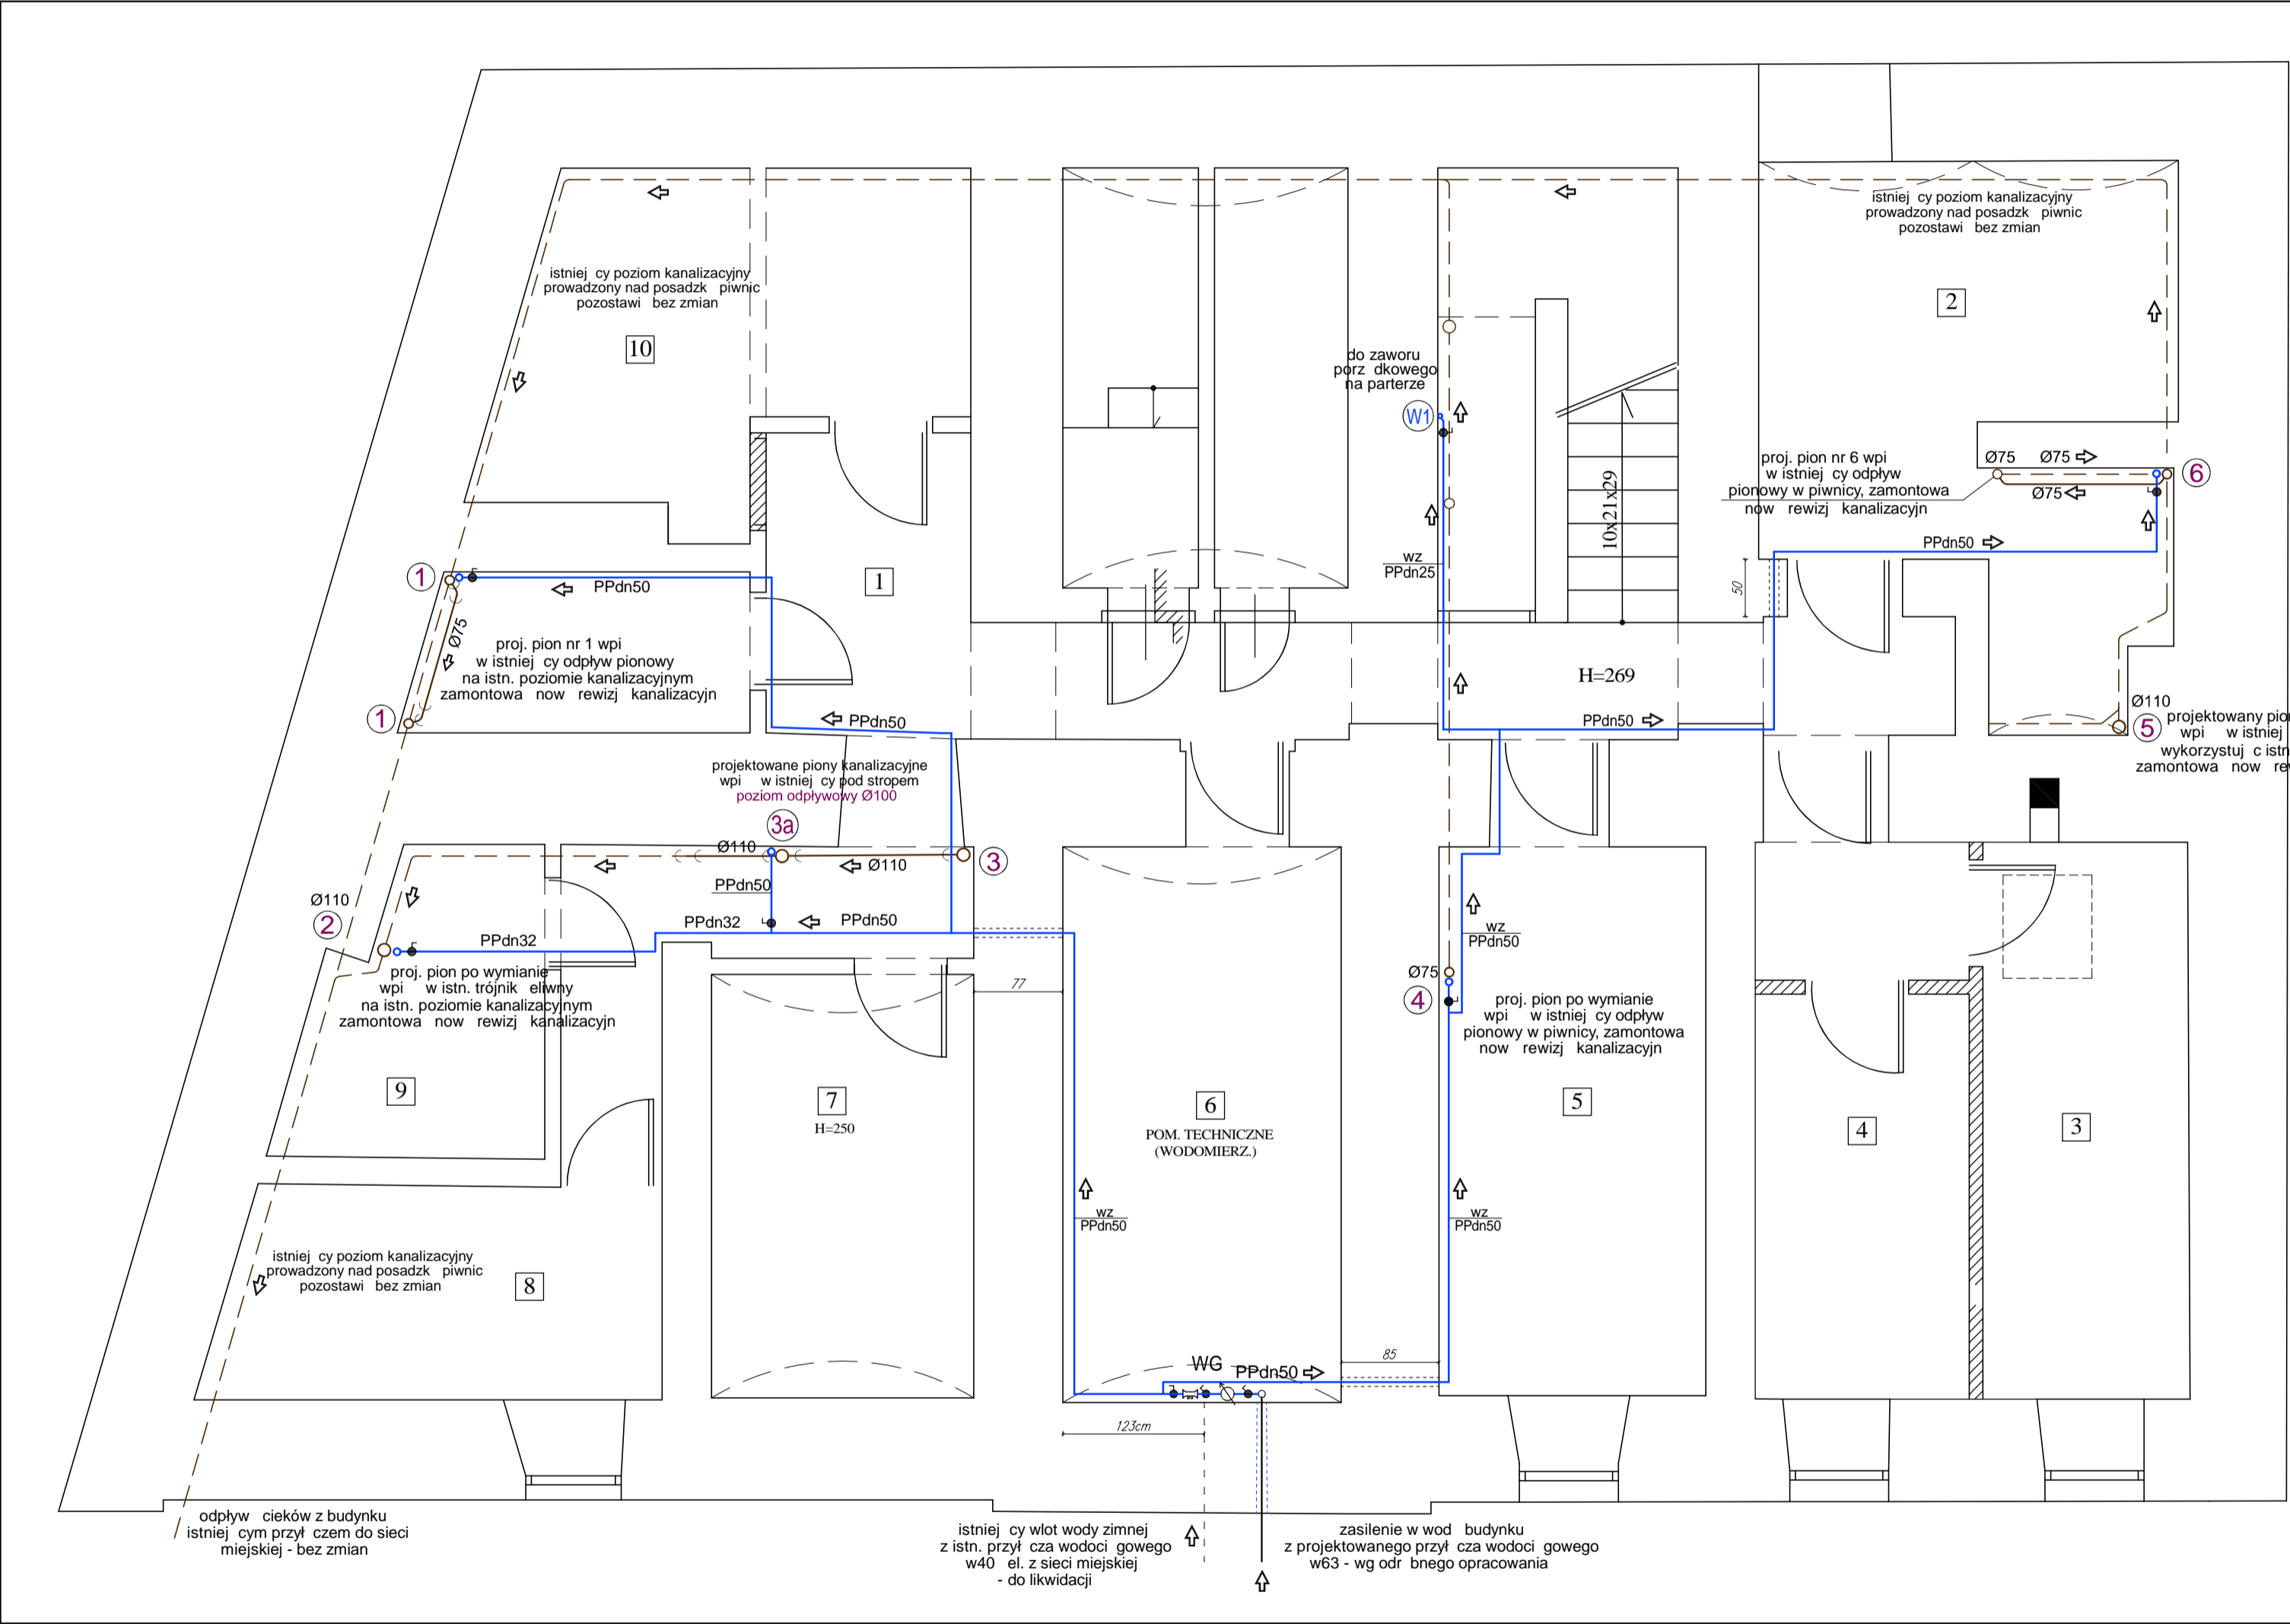 istniej cy poziom kanalizacyjny
prowadzony nad posadzk piwnic
pozostawi bez zmian
2
istniej cy poziom kanalizacyjny
prowadzony nad posadzk piwnic
pozostawi bez zmian
10
do zaworu
porz dkowego
na parterze
W1
10x21x29
proj. pion nr 6 wpi
w istniej cy odpływ
pionowy w piwnicy, zamontowa
now rewizj kanalizacyjn
Ø75
Ø75
Ø75
6
PPdn50
50
wz
PPdn25
1
PPdn50
1
Ø75
proj. pion nr 1 wpi
w istniej cy odpływ pionowy
na istn. poziomie kanalizacyjnym
zamontowa now rewizj kanalizacyjn
1
H=269
PPdn50
PPdn50
Ø110
5
projektowany pio
wpi w istniej
wykorzystuj c istn
zamontowa now re
projektowane piony kanalizacyjne
wpi w istniej cy pod stropem
poziom odpływowy Ø100
3a
Ø110
Ø110
3
PPdn50
PPdn32
PPdn50
Ø110
2
PPdn32
proj. pion po wymianie
wpi w istn. trójnik eliwny
na istn. poziomie kanalizacyjnym
zamontowa now rewizj kanalizacyjn
77
wz
PPdn50
Ø75
4
proj. pion po wymianie
wpi w istniej cy odpływ
pionowy w piwnicy, zamontowa
now rewizj kanalizacyjn
9
7
H=250
6
POM. TECHNICZNE
(WODOMIERZ.)
5
4
3
wz
PPdn50
wz
PPdn50
istniej cy poziom kanalizacyjny
prowadzony nad posadzk piwnic
pozostawi bez zmian
8
WG
PPdn50
85
123cm
odpływ cieków z budynku
istniej cym przył czem do sieci
miejskiej - bez zmian
istniej cy wlot wody zimnej
z istn. przył cza wodoci gowego
w40 el. z sieci miejskiej
- do likwidacji
zasilenie w wod budynku
z projektowanego przył cza wodoci gowego
w63 - wg odr bnego opracowania